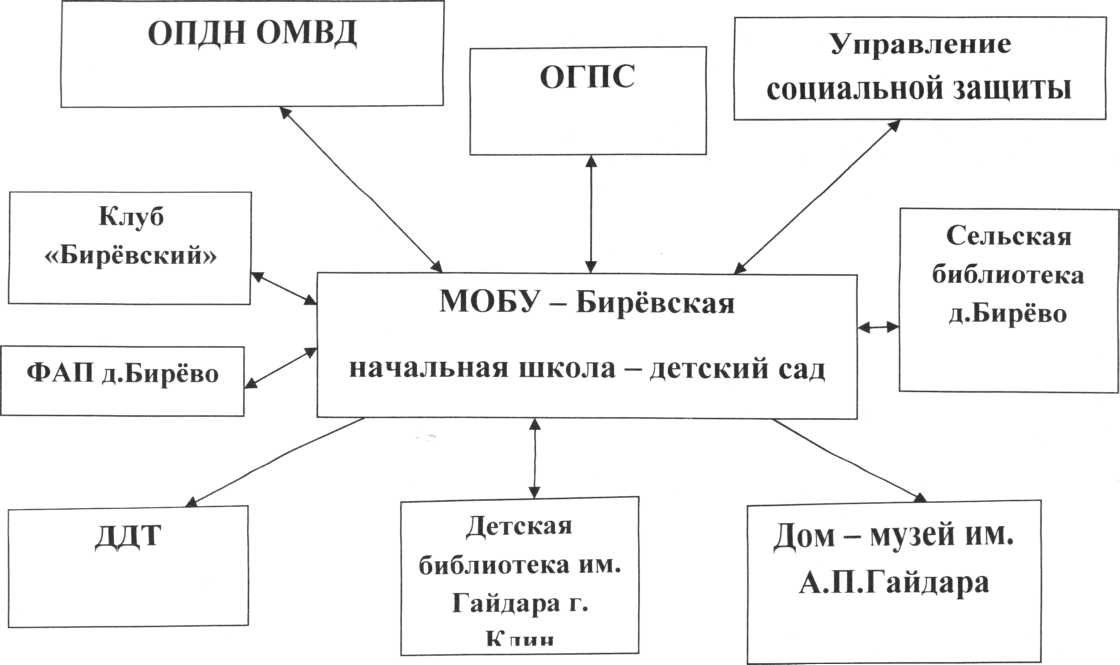 ОПДН ОМВД
ОГПС
Управление
социальной защиты
Клуб
«Бирёвский»
Сельская
библиотека
д.Бирёво
МОБУ – Бирёвская
начальная школа – детский сад
ФАП д.Бирёво
ДДТ
Детская
библиотека им.
Гайдара г.
Клин
Дом – музей им.
А.П.Гайдара